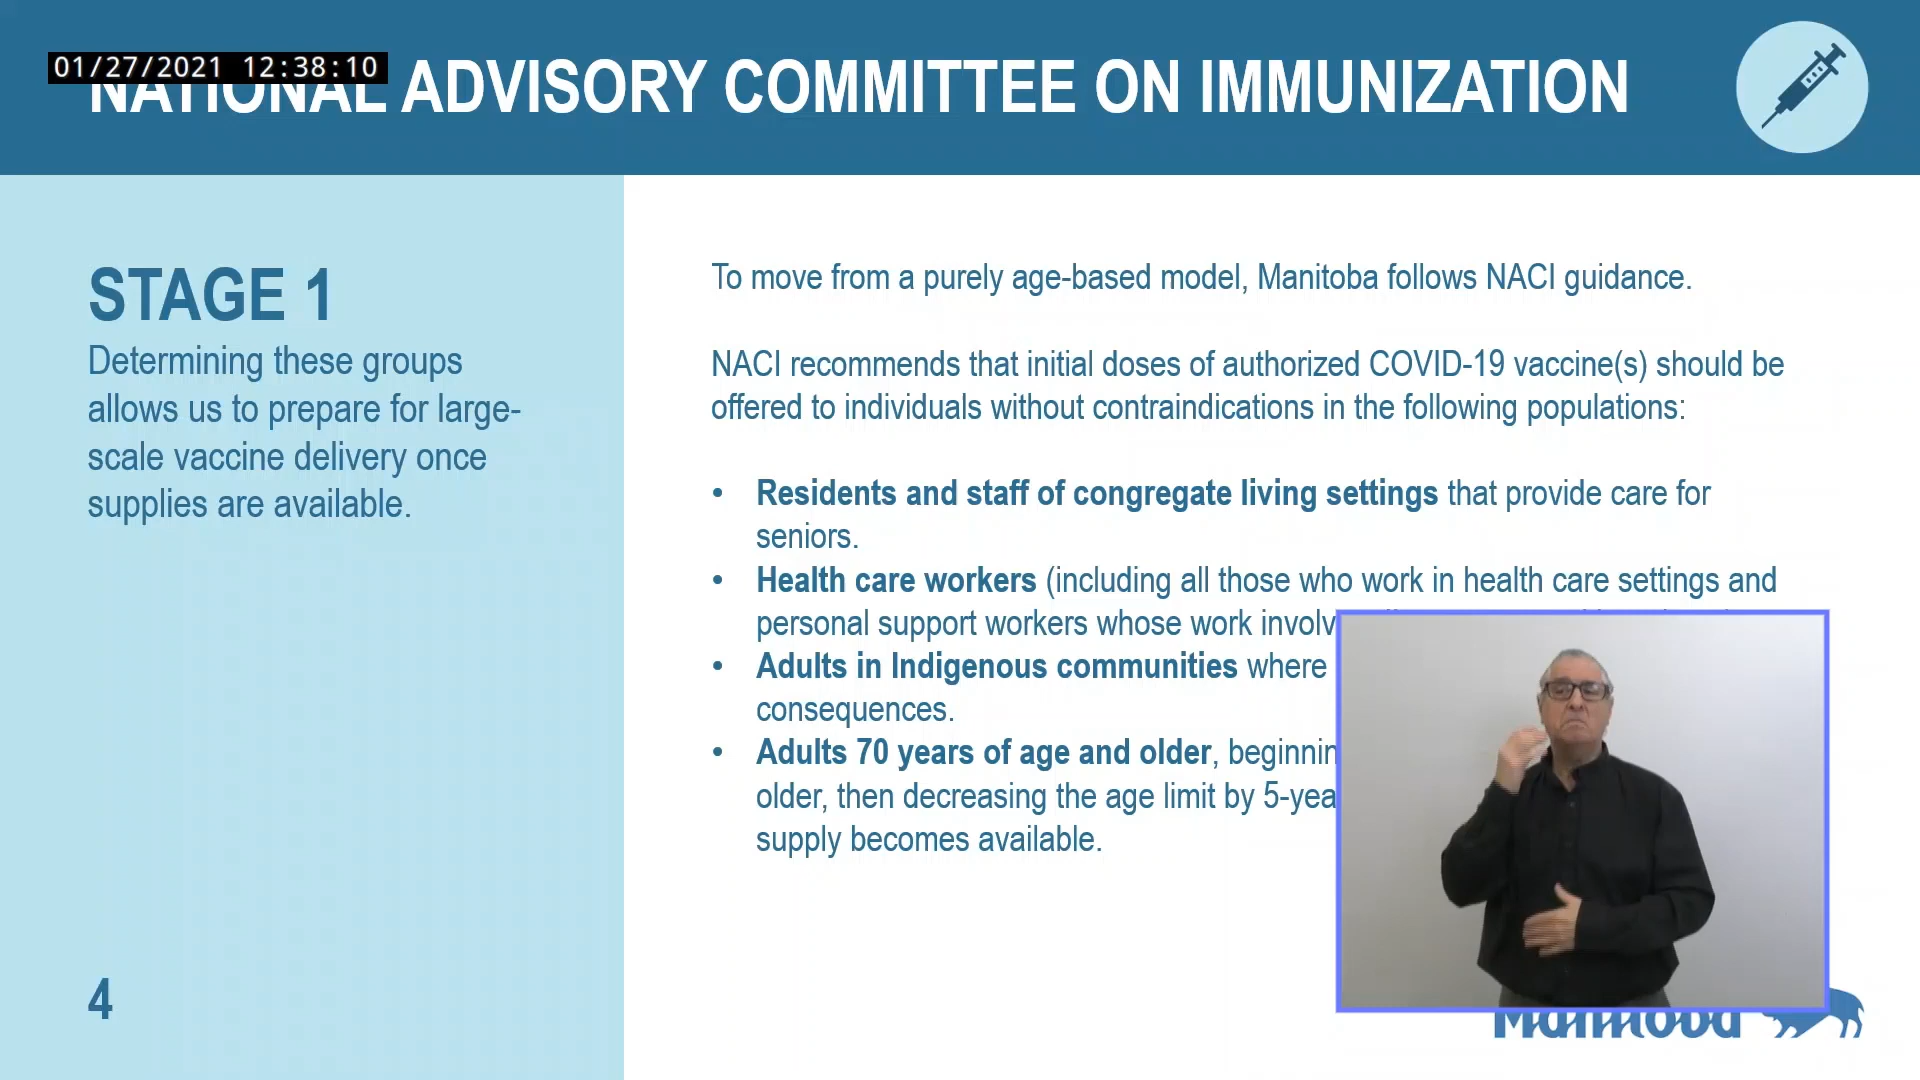 01/27/2021 12:38:10
NATIONAL ADVISORY COMMITTEE ON IMMUNIZATION
STAGE 1
Determining these groups
allows us to prepare for large-
scale vaccine delivery once
supplies are available.
4
To move from a purely age-based model, Manitoba follows NACI guidance.
NACI recommends that initial doses of authorized COVID-19 vaccine(s) should be
offered to individuals without contraindications in the following populations:
• Residents and staff of congregate living settings that provide care for
seniors.
• Health care workers (including all those who work in health care settings and
personal support workers whose work
• Adults in Indigenous communities where
consequences.
• Adults 70 years of age and older,
older, then decreasing the age limit by
supply becomes available.
Manitoba